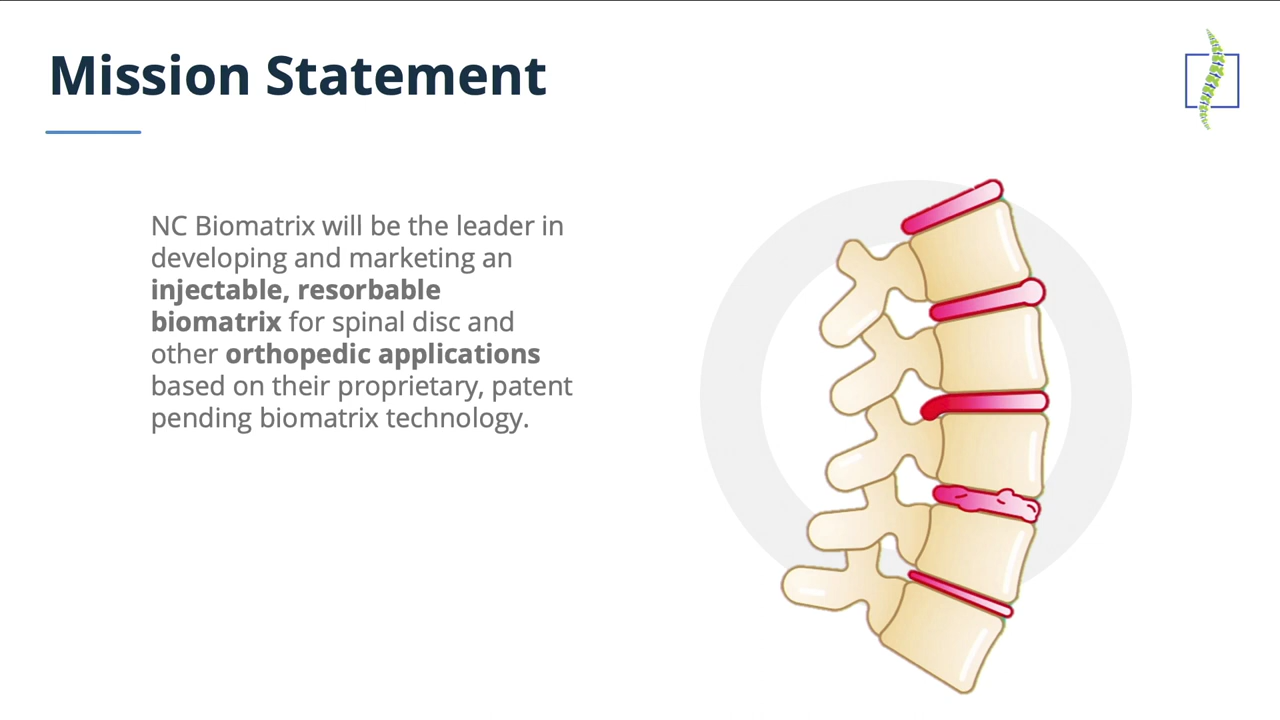 Mission Statement
NC Biomatrix will be the leader in
developing and marketing an
injectable, resorbable
biomatrix for spinal disc and
other orthopedic applications
based on their proprietary, patent
pending biomatrix technology.